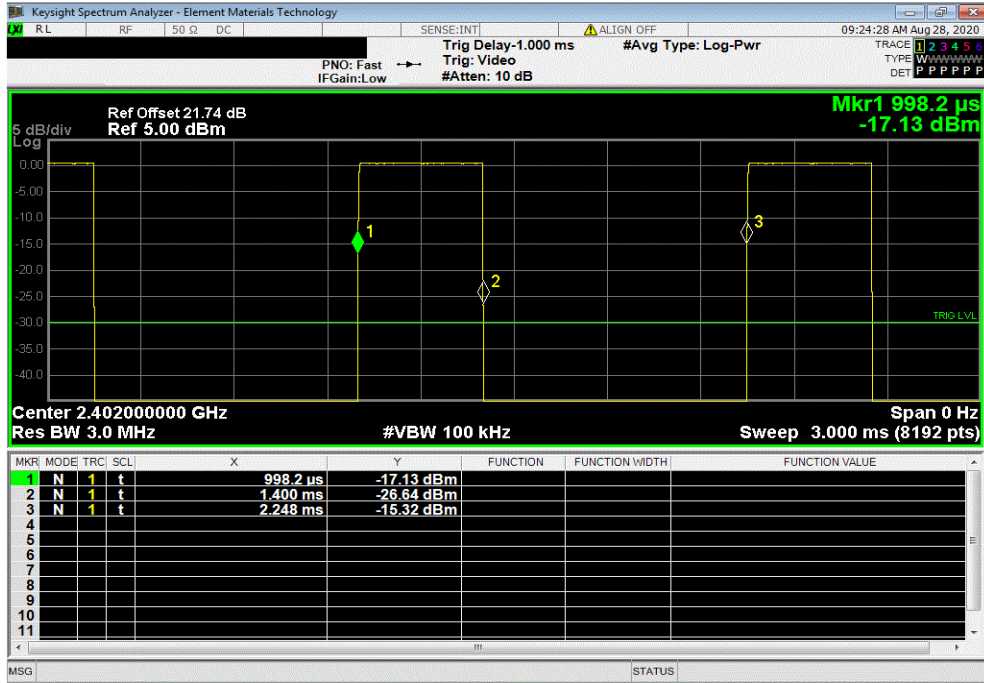 Keysight Spectrum Analyzer - Element Materials Technology
LXI RL RF 50 Ω DC SENSE:INT ALIGN OFF 09:24:28 AM Aug 28, 2020
Trig Delay-1.000 ms #Avg Type: Log-Pwr TRACE 1 2 3 4 5 6
PNO: Fast Trig: Video TYPE WWWWWW
IFGain:Low #Atten: 10 dB DET P P P P P P
Mkr1 998.2 µs
-17.13 dBm
Ref Offset 21.74 dB
5 dB/div Ref 5.00 dBm
Log
0.00
-5.00
-10.0
-15.0
-20.0
-25.0
-30.0
-35.0
-40.0
1
2
3
TRIG LVL
Center 2.402000000 GHz Span 0 Hz
Res BW 3.0 MHz #VBW 100 kHz Sweep 3.000 ms (8192 pts)
MKR MODE TRC SCL X Y FUNCTION FUNCTION WIDTH FUNCTION VALUE
1 N 1 t 998.2 µs -17.13 dBm
2 N 1 t 1.400 ms -26.64 dBm
3 N 1 t 2.248 ms -15.32 dBm
4
5
6
7
8
9
10
11
MSG STATUS